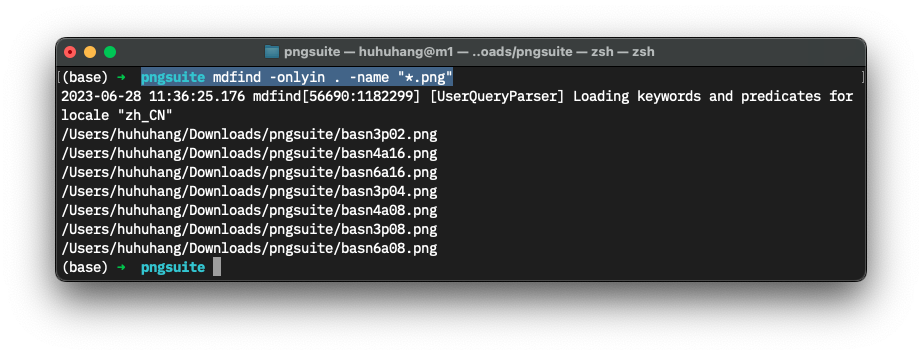 pngsuite — huhuhang@m1 — ..oads/pngsuite — zsh — zsh
[(base) ➜  pngsuite mdfind -onlyin . -name "*.png" ]
2023-06-28 11:36:25.176 mdfind[56690:1182299] [UserQueryParser] Loading keywords and predicates for
locale "zh_CN"
/Users/huhuhang/Downloads/pngsuite/basn3p02.png
/Users/huhuhang/Downloads/pngsuite/basn4a16.png
/Users/huhuhang/Downloads/pngsuite/basn6a16.png
/Users/huhuhang/Downloads/pngsuite/basn3p04.png
/Users/huhuhang/Downloads/pngsuite/basn4a08.png
/Users/huhuhang/Downloads/pngsuite/basn3p08.png
/Users/huhuhang/Downloads/pngsuite/basn6a08.png
(base) ➜  pngsuite